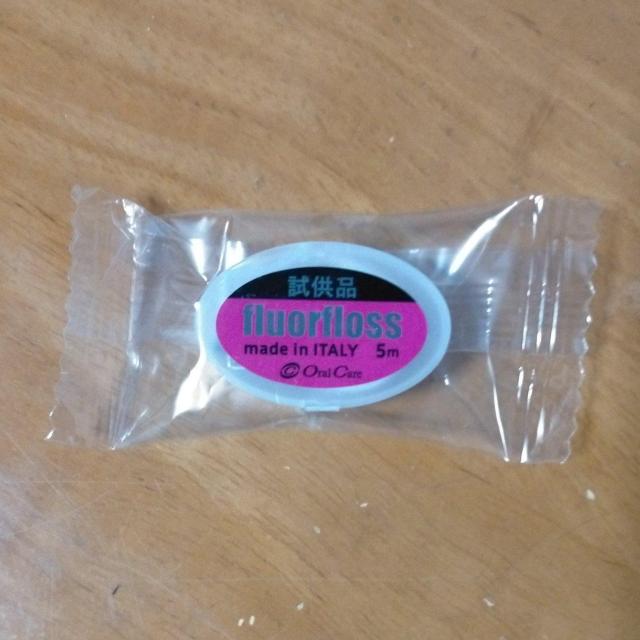 試供品
fluorfloss
made in ITALY 5m
Oral Care